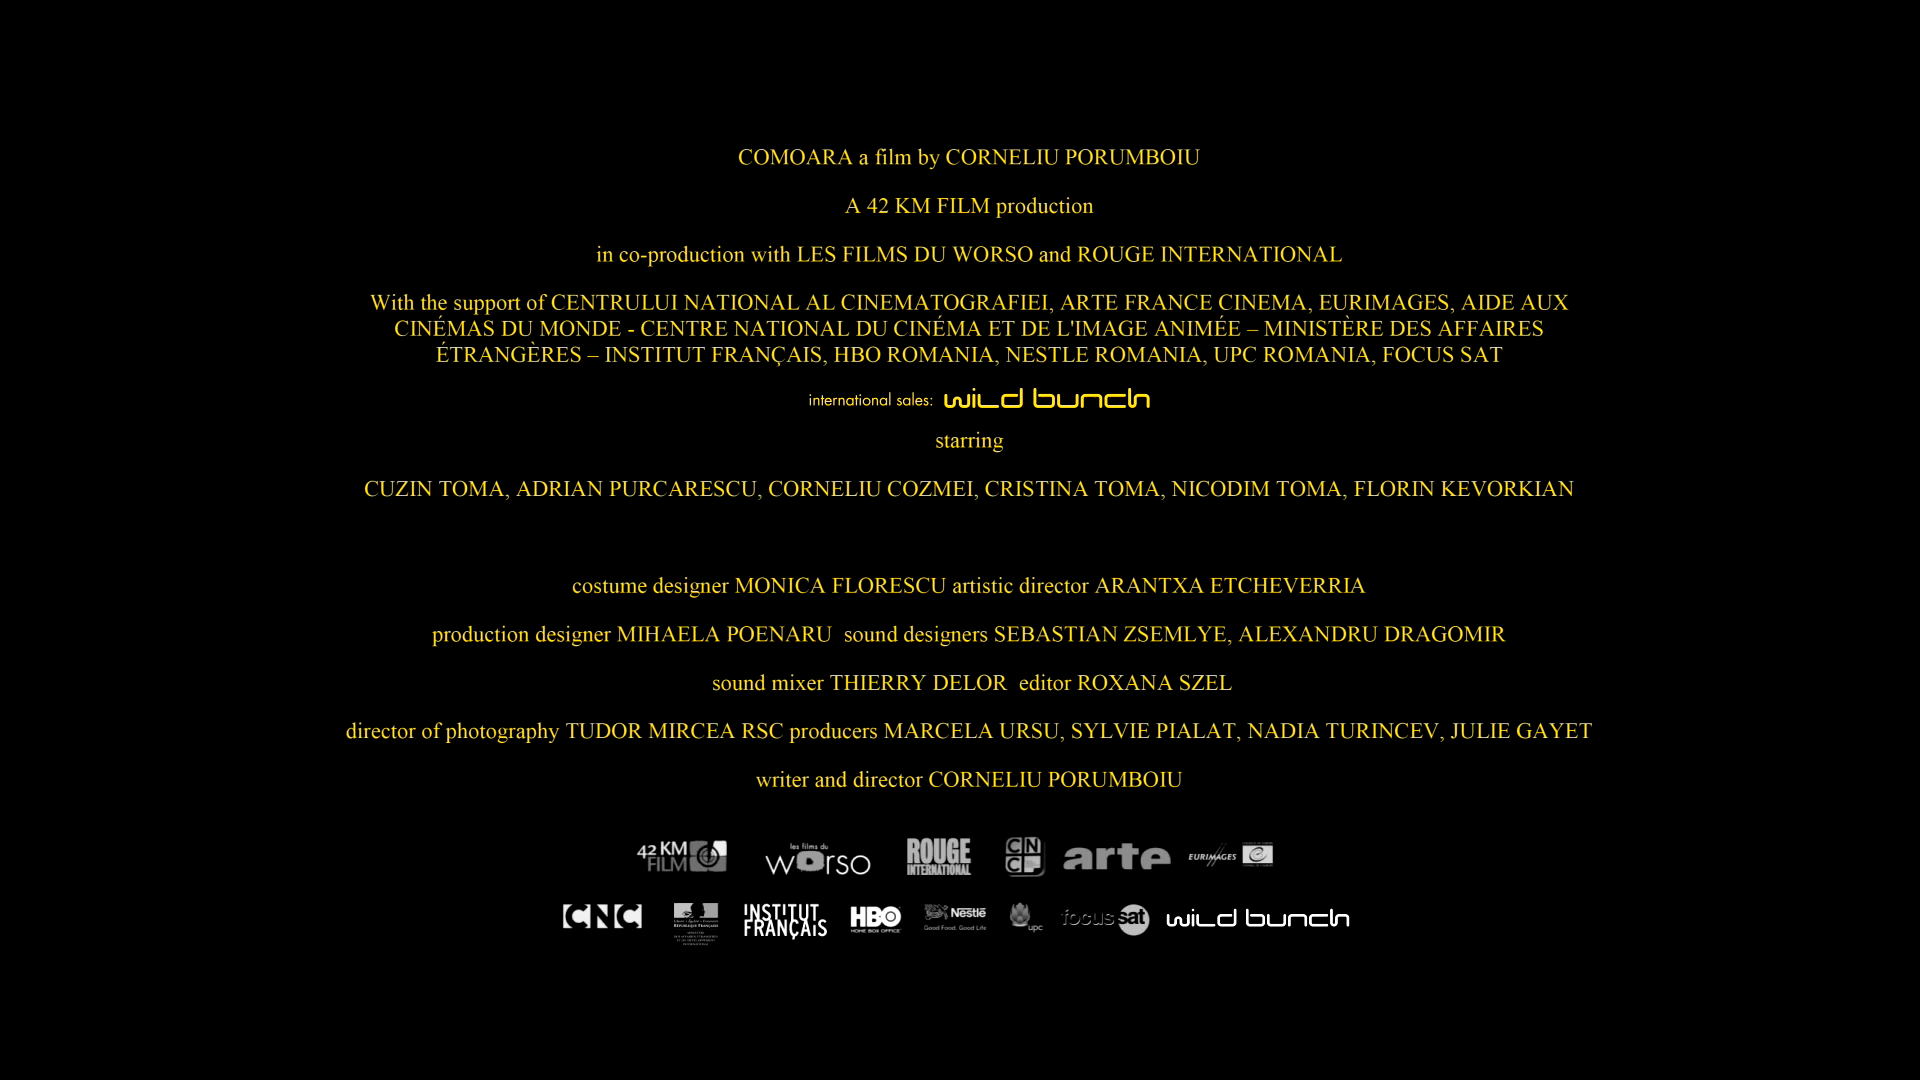 COMOARA a film by CORNELIU PORUMBOIU
A 42 KM FILM production
in co-production with LES FILMS DU WORSO and ROUGE INTERNATIONAL
With the support of CENTRULUI NATIONAL AL CINEMATOGRAFIEI, ARTE FRANCE CINEMA, EURIMAGES, AIDE AUX
CINÉMAS DU MONDE - CENTRE NATIONAL DU CINÉMA ET DE L'IMAGE ANIMÉE – MINISTÈRE DES AFFAIRES
ÉTRANGÈRES – INSTITUT FRANÇAIS, HBO ROMANIA, NESTLE ROMANIA, UPC ROMANIA, FOCUS SAT
international sales: wild bunch
starring
CUZIN TOMA, ADRIAN PURCARESCU, CORNELIU COZMEI, CRISTINA TOMA, NICODIM TOMA, FLORIN KEVORKIAN
costume designer MONICA FLORESCU artistic director ARANTXA ETCHEVERRIA
production designer MIHAELA POENARU sound designers SEBASTIAN ZSEMLYE, ALEXANDRU DRAGOMIR
sound mixer THIERRY DELOR editor ROXANA SZEL
director of photography TUDOR MIRCEA RSC producers MARCELA URSU, SYLVIE PIALAT, NADIA TURINCEV, JULIE GAYET
writer and director CORNELIU PORUMBOIU
42 KM FILM
les films du worso
ROUGE INTERNATIONAL
CNC
arte
EURIMAGES
CNC
RÉPUBLIQUE FRANÇAISE
INSTITUT FRANÇAIS
HBO HOME BOX OFFICE
Nestlé Good Food, Good Life
upc
focus sat
wild bunch